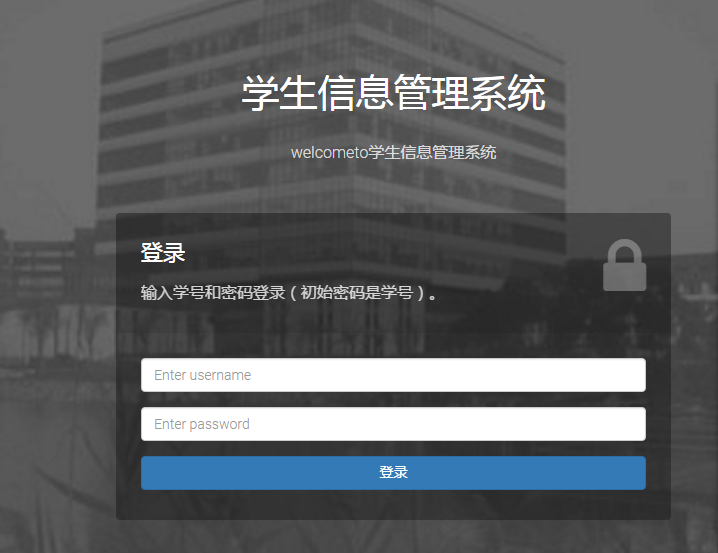 学生信息管理系统
welcometo学生信息管理系统
登录
输入学号和密码登录（初始密码是学号）。
Enter username
Enter password
登录